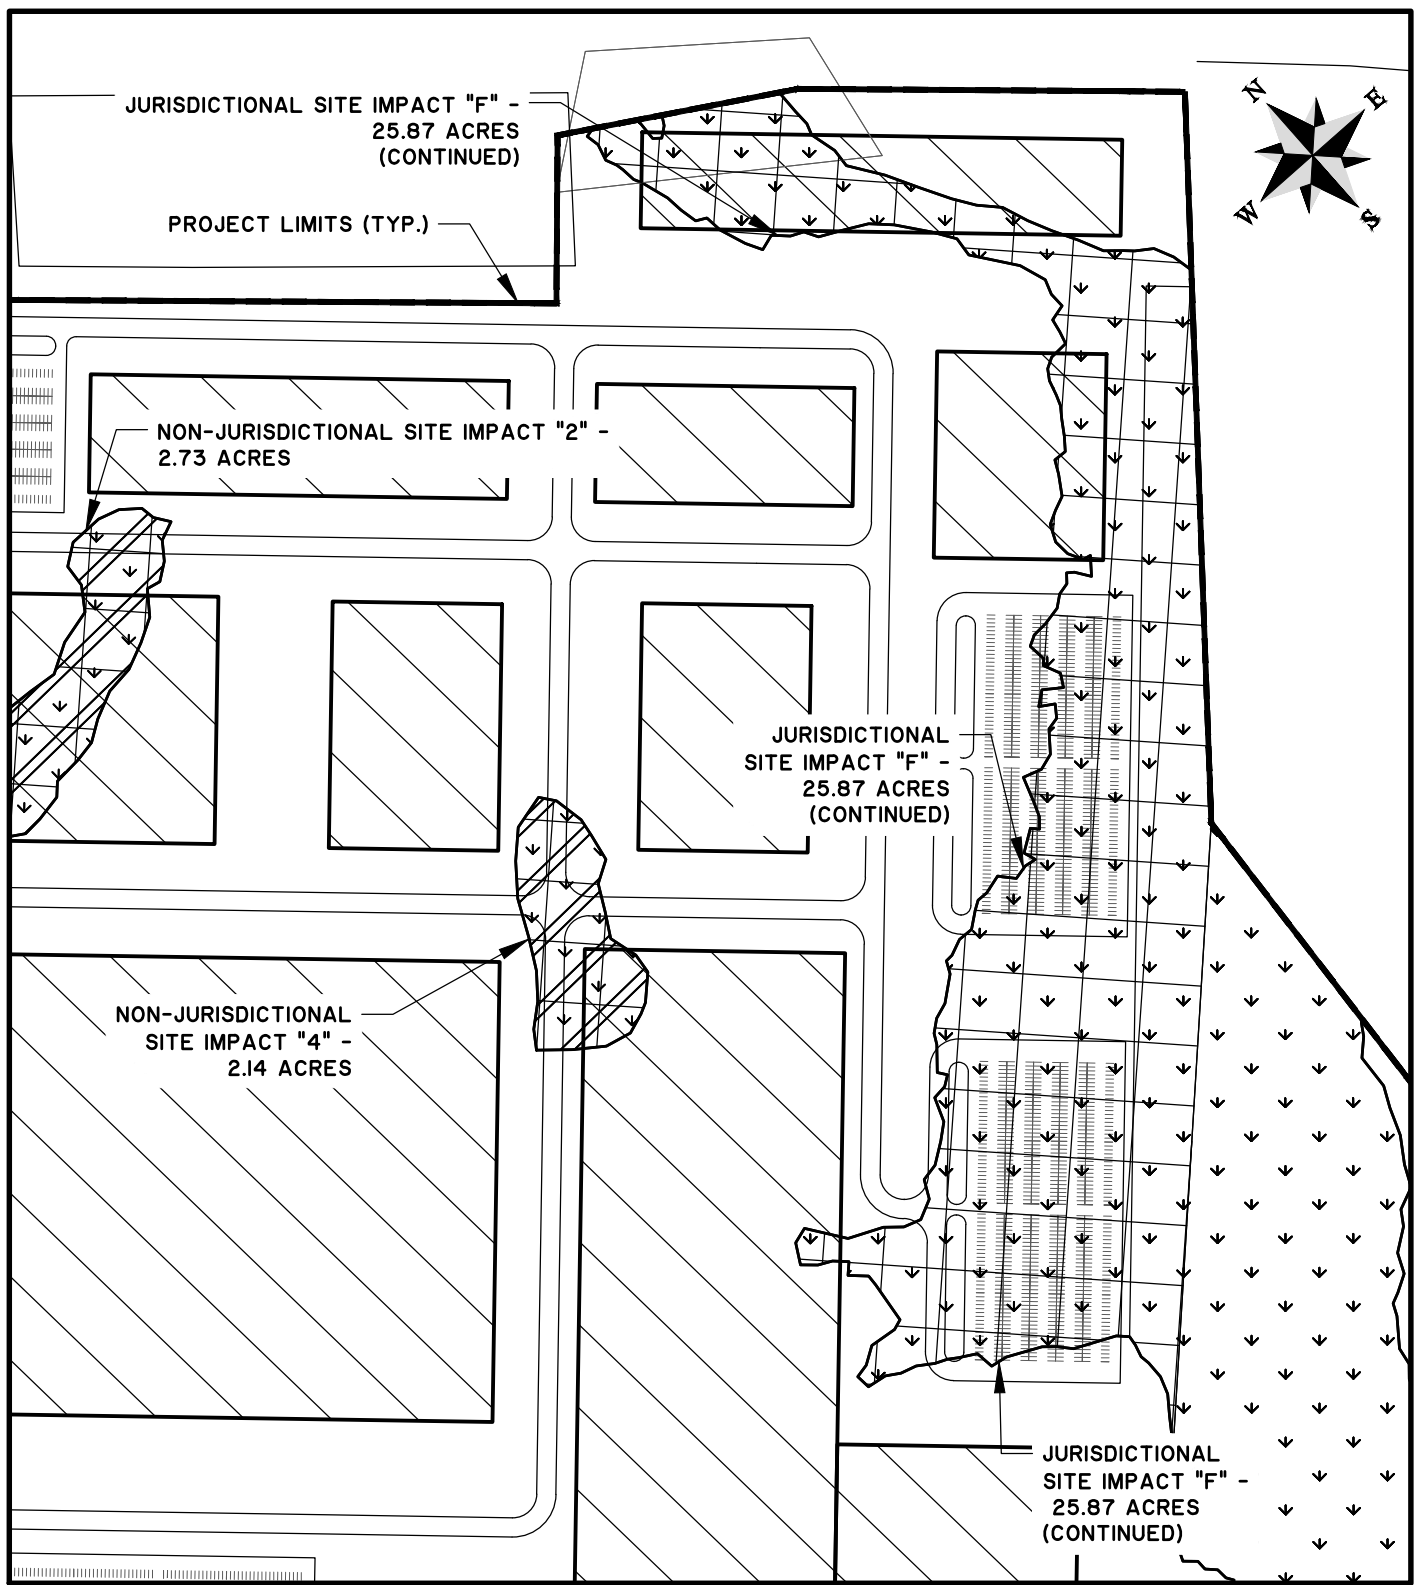 JURISDICTIONAL SITE IMPACT "F" -
25.87 ACRES
(CONTINUED)
N
E
W
S
PROJECT LIMITS (TYP.)
NON-JURISDICTIONAL SITE IMPACT "2" -
2.73 ACRES
JURISDICTIONAL
SITE IMPACT "F" -
25.87 ACRES
(CONTINUED)
NON-JURISDICTIONAL
SITE IMPACT "4" -
2.14 ACRES
JURISDICTIONAL
SITE IMPACT "F" -
25.87 ACRES
(CONTINUED)